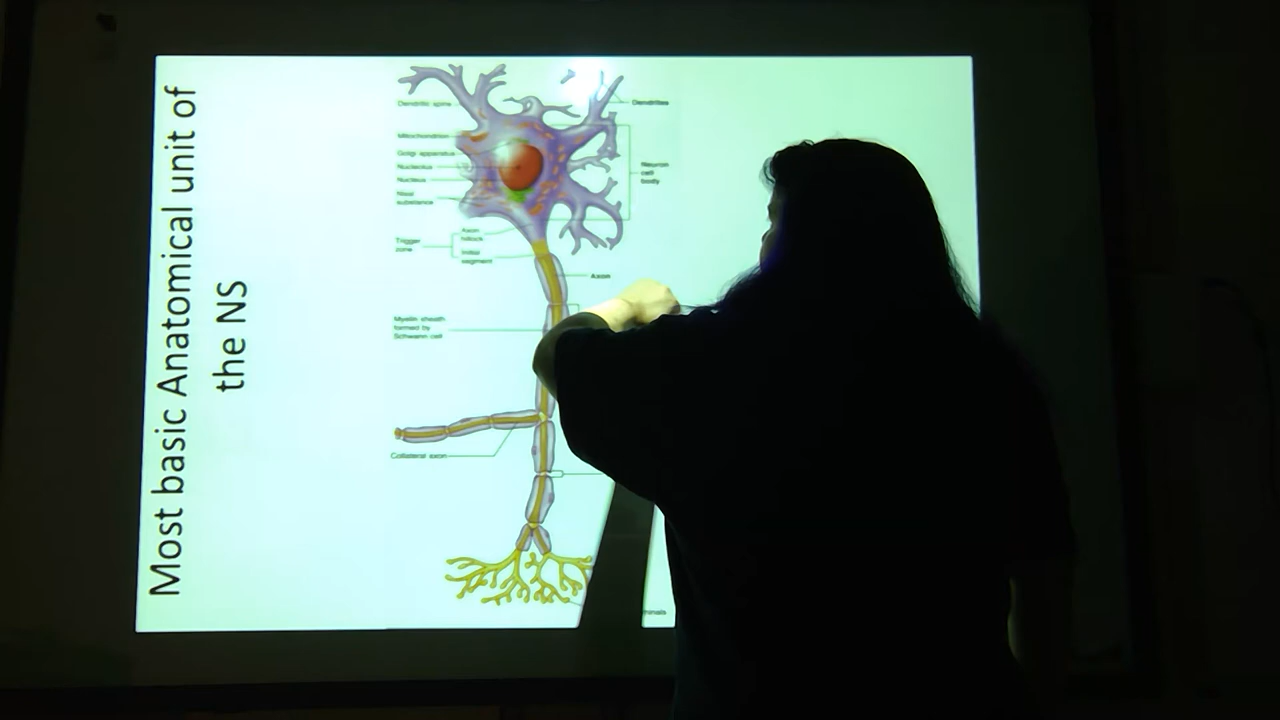 Most basic Anatomical unit of
the NS
Dendritic spine
Dendrites
Mitochondrion
Golgi apparatus
Nucleolus
Nucleus
Nissl
substance
Neuron
cell
body
Trigger
zone
Axon
hillock
Initial
segment
Axon
Myelin sheath
formed by
Schwann cell
Collateral axon